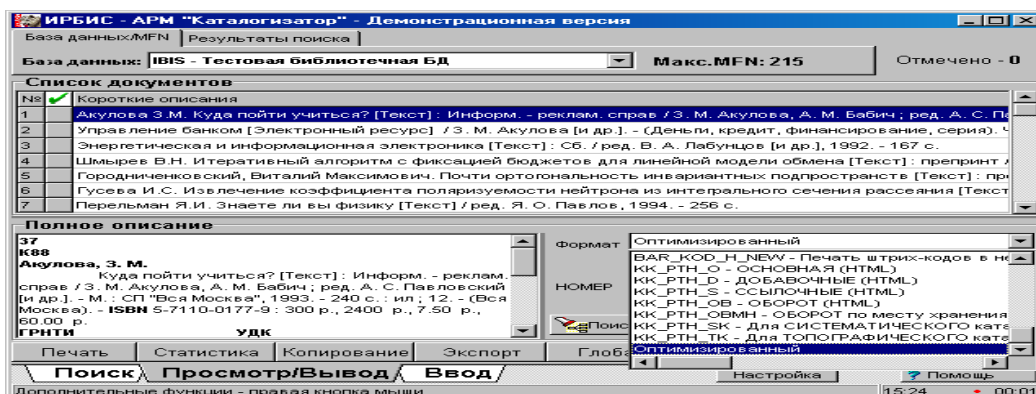 ИРБИС - АРМ "Каталогизатор" - Демонстрационная версия
База данных/MFN Результаты поиска
База данных: IBIS - Тестовая библиотечная БД Макс.MFN: 215 Отмечено - 0
Список документов
№ Короткие описания
1 Акулова З.М. Куда пойти учиться? [Текст] : Информ. - реклам. справ / З. М. Акулова, А. М. Бабич ; ред. А. С. Па
2 Управление банком [Электронный ресурс] / З. М. Акулова [и др.]. - (Деньги, кредит, финансирование, серия).
3 Энергетическая и информационная электроника [Текст] : Сб. / ред. В. А. Лабунцов [и др.], 1992. - 167 с.
4 Шмырев В.Н. Итеративный алгоритм с фиксацией бюджетов для линейной модели обмена [Текст] : препринт /
5 Городниченковский, Виталий Максимович. Почти ортогональность инвариантных подпространств [Текст] : пр
6 Гусева И.С. Извлечение коэффициента поляризуемости нейтрона из интегрального сечения рассеяния [Текст
7 Перельман Я.И. Знаете ли вы физику [Текст] / ред. Я. О. Павлов, 1994. - 256 с.
Полное описание
37
К88
Акулова, З. М.
Куда пойти учиться? [Текст] : Информ. - реклам.
справ / З. М. Акулова, А. М. Бабич ; ред. А. С. Павловский
[и др.]. - М. : СП "Вся Москва", 1993. - 240 с. : ил ; 12. - (Вся
Москва). - ISBN 5-7110-0177-9 : 300 р., 2400 р., 7.50 р.,
60.00 р.
ГРНТИ УДК
Формат Оптимизированный
НОМЕР
BAR_KOD_H_NEW - Печать штрих-кодов в не
KK_PTH_O - ОСНОВНАЯ (HTML)
KK_PTH_D - ДОБАВОЧНЫЕ (HTML)
KK_PTH_S - ССЫЛОЧНЫЕ (HTML)
KK_PTH_OB - ОБОРОТ (HTML)
KK_PTH_OBMH - ОБОРОТ по месту хранения
KK_PTH_SK - Для СИСТЕМАТИЧЕСКОГО ката
KK_PTH_TK - Для ТОПОГРАФИЧЕСКОГО ката
Оптимизированный
Поис
Печать Статистика Копирование Экспорт Глоба
Поиск Просмотр/Вывод Ввод Настройка ? Помощь
Дополнительные функции - правая кнопка мыши 15:24 00:01